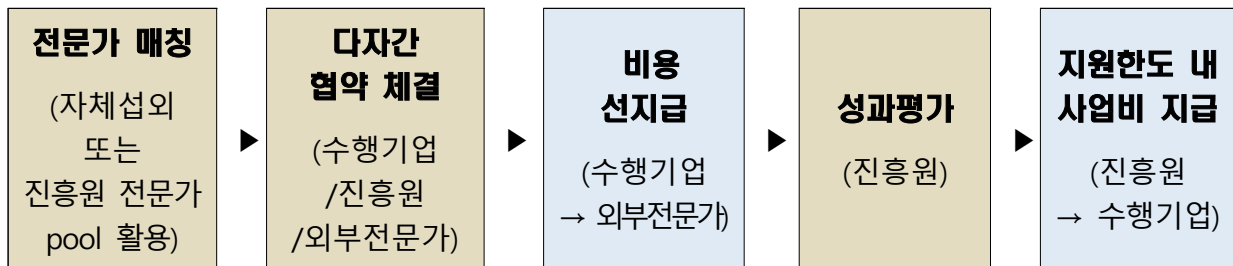 전문가 매칭
(자체섭외
또는
진흥원 전문가
pool 활용)
▶
다자간
협약 체결
(수행기업
/진흥원
/외부전문가)
▶
비용
선지급
(수행기업
→ 외부전문가)
▶
성과평가
(진흥원)
▶
지원한도 내
사업비 지급
(진흥원
→ 수행기업)